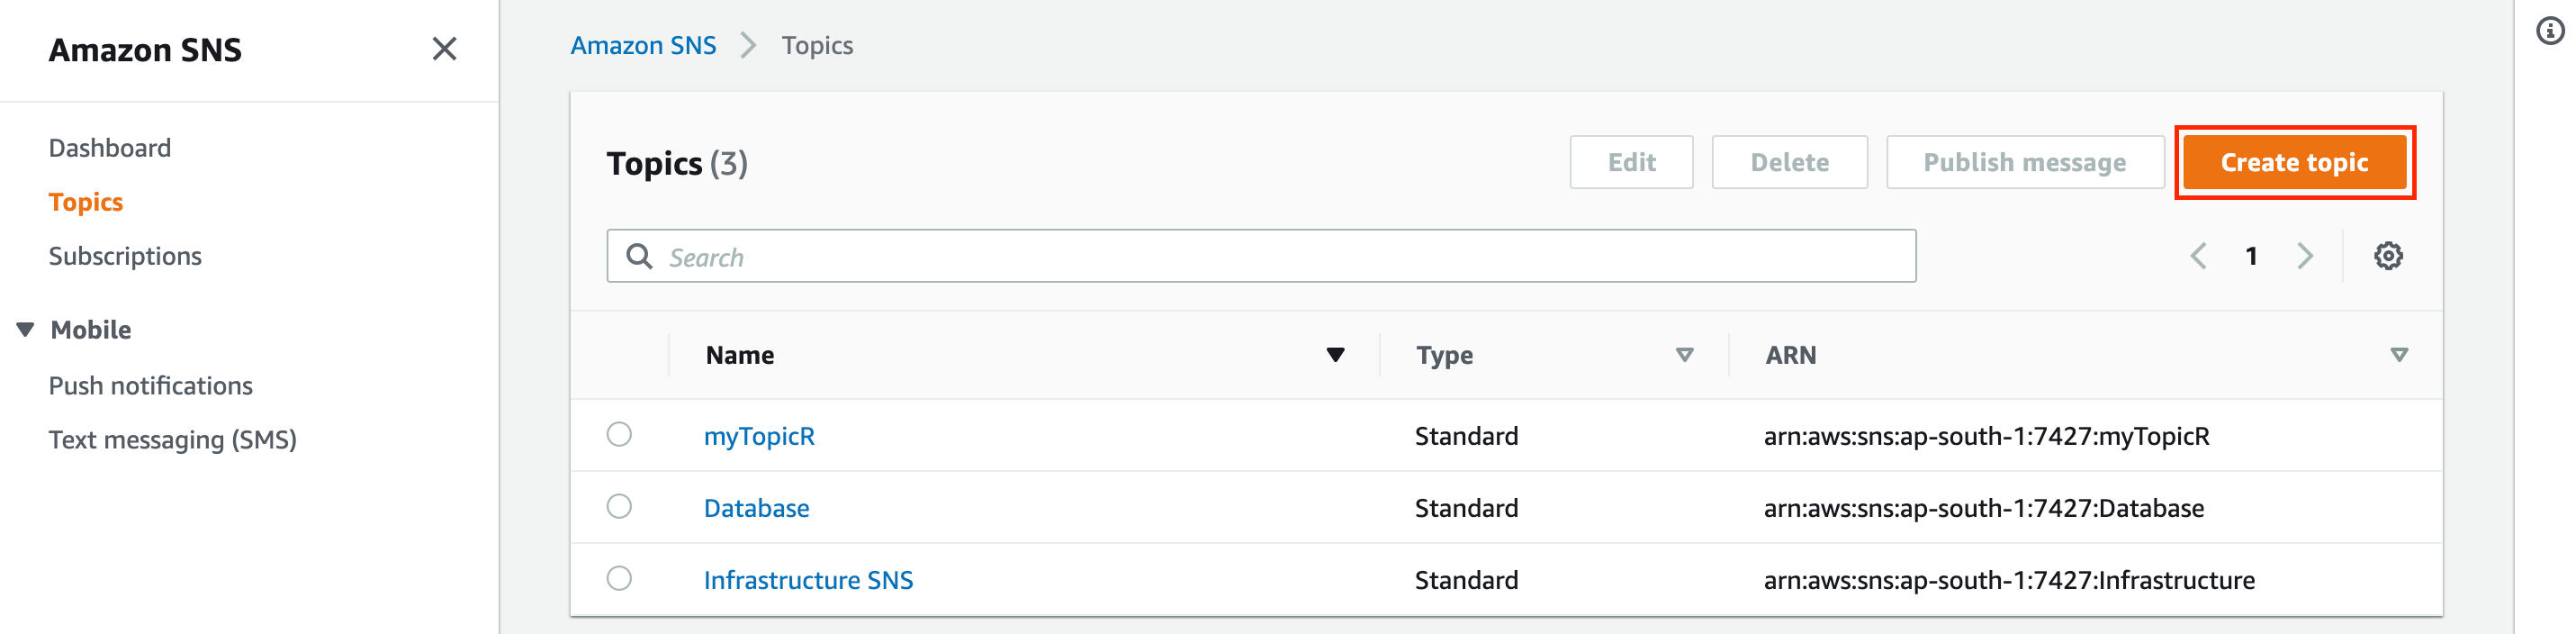 Amazon SNS
Dashboard
Topics
Subscriptions
Mobile
Push notifications
Text messaging (SMS)
Amazon SNS Topics
Topics (3)
Edit Delete Publish message Create topic
Search 1
Name Type ARN
myTopicR Standard arn:aws:sns:ap-south-1:7427:myTopicR
Database Standard arn:aws:sns:ap-south-1:7427:Database
Infrastructure SNS Standard arn:aws:sns:ap-south-1:7427:Infrastructure